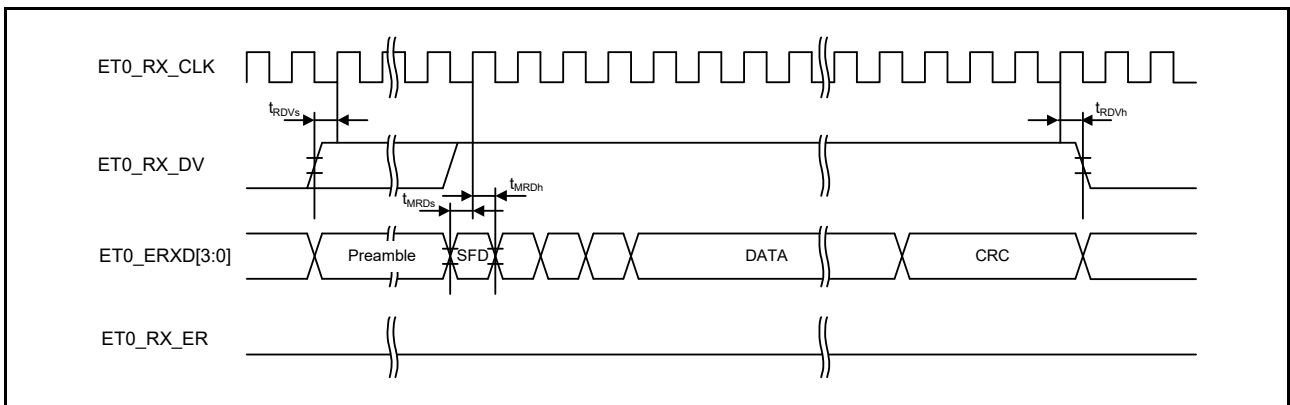 ET0_RX_CLK
tRDVs
tRDVh
ET0_RX_DV
tMRDs
tMRDh
ET0_ERXD[3:0]
Preamble
SFD
DATA
CRC
ET0_RX_ER